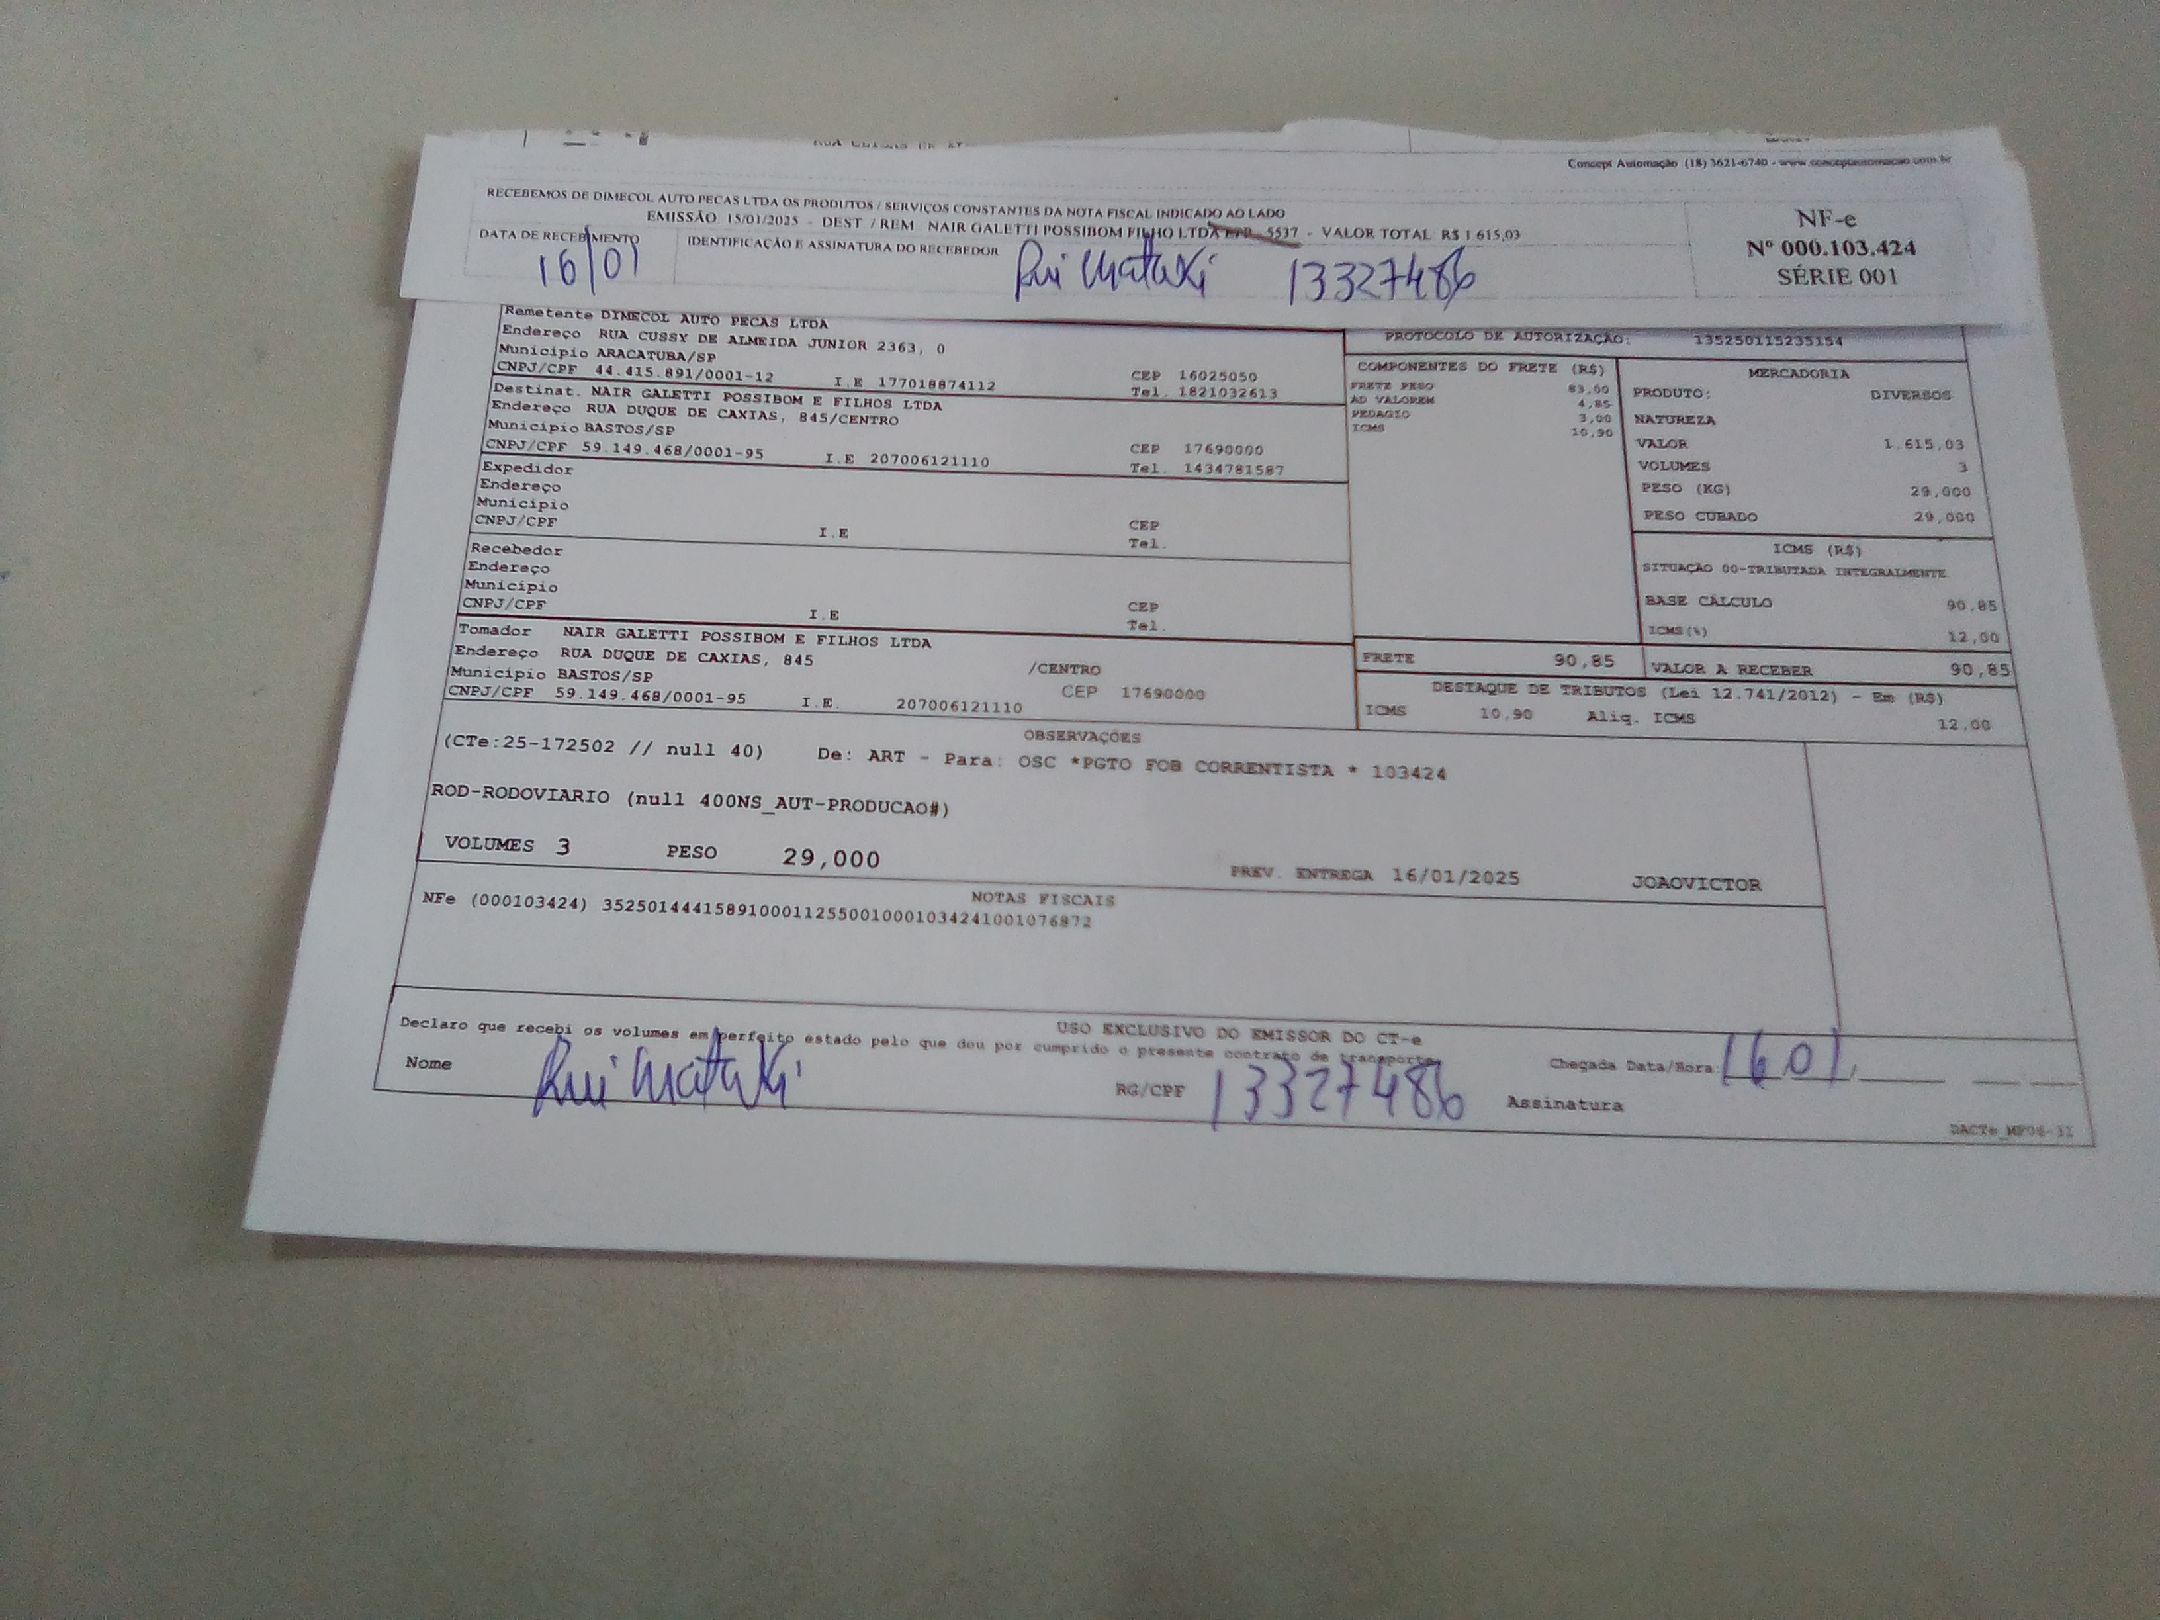 Concept Automação (18) 3621-6740 - www.conceptautomacao.com.br
RECEBEMOS DE DIMECOL AUTO PECAS LTDA OS PRODUTOS / SERVIÇOS CONSTANTES DA NOTA FISCAL INDICADO AO LADO
EMISSÃO 15/01/2025 - DEST / REM NAIR GALETTI POSSIBOM FILHO LTDA EPP - 5537 - VALOR TOTAL R$ 1 615,03
DATA DE RECEBIMENTO IDENTIFICAÇÃO E ASSINATURA DO RECEBEDOR
16/01 Rui Mataki 13327486
NF-e
Nº 000.103.424
SÉRIE 001
Remetente DIMECOL AUTO PECAS LTDA
Endereço RUA CUSSY DE ALMEIDA JUNIOR 2363, 0
Municipio ARACATUBA/SP CEP 16025050
CNPJ/CPF 44.415.891/0001-12 I.E 177018874112 Tel. 1821032613
Destinat. NAIR GALETTI POSSIBOM E FILHOS LTDA
Endereço RUA DUQUE DE CAXIAS, 845/CENTRO
Municipio BASTOS/SP CEP 17690000
CNPJ/CPF 59.149.468/0001-95 I.E 207006121110 Tel. 1434781587
Expedidor
Endereço
Municipio CEP
CNPJ/CPF I.E Tel.
Recebedor
Endereço
Município CEP
CNPJ/CPF I.E Tel.
Tomador NAIR GALETTI POSSIBOM E FILHOS LTDA
Endereço RUA DUQUE DE CAXIAS, 845 /CENTRO
Município BASTOS/SP CEP 17690000
CNPJ/CPF 59.149.468/0001-95 I.E. 207006121110
PROTOCOLO DE AUTORIZAÇÃO: 135250115235154
COMPONENTES DO FRETE (R$)
FRETE PESO 83,00
AD VALOREM 4,85
PEDAGIO 3,00
ICMS 10,90
MERCADORIA
PRODUTO: DIVERSOS
NATUREZA
VALOR 1.615,03
VOLUMES 3
PESO (KG) 29,000
PESO CUBADO 29,000
ICMS (R$)
SITUAÇÃO 00-TRIBUTADA INTEGRALMENTE
BASE CÁLCULO 90,85
ICMS(%) 12,00
FRETE 90,85 VALOR A RECEBER 90,85
DESTAQUE DE TRIBUTOS (Lei 12.741/2012) - Em (R$)
ICMS 10,90 Aliq. ICMS 12,00
OBSERVAÇÕES
(CTe:25-172502 // null 40) De: ART - Para: OSC *PGTO FOB CORRENTISTA * 103424
ROD-RODOVIARIO (null 400NS_AUT-PRODUCAO#)
VOLUMES 3 PESO 29,000 PREV. ENTREGA 16/01/2025 JOAOVICTOR
NOTAS FISCAIS
NFe (000103424) 35250144415891000112550010001034241001076872
USO EXCLUSIVO DO EMISSOR DO CT-e
Declaro que recebi os volumes em perfeito estado pelo que dou por cumprido o presente contrato de transporte
Nome Rui Mataki RG/CPF 13327486 Assinatura
Chegada Data/Hora: 16 01
DACTe_MF06-11